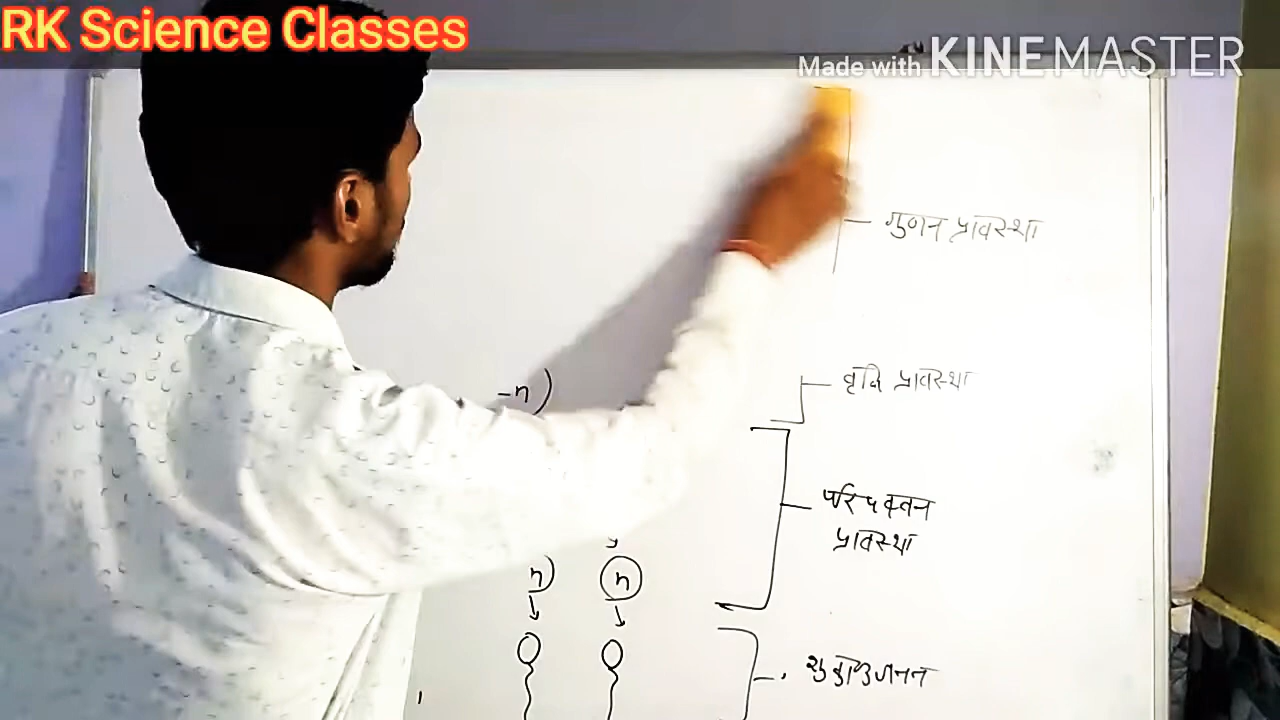 RK Science Classes
Made with KINEMASTER
गुणन प्रावस्था
वृद्धि प्रावस्था
-n)
परिपक्वन
प्रावस्था
n) n
शुक्राणुजनन